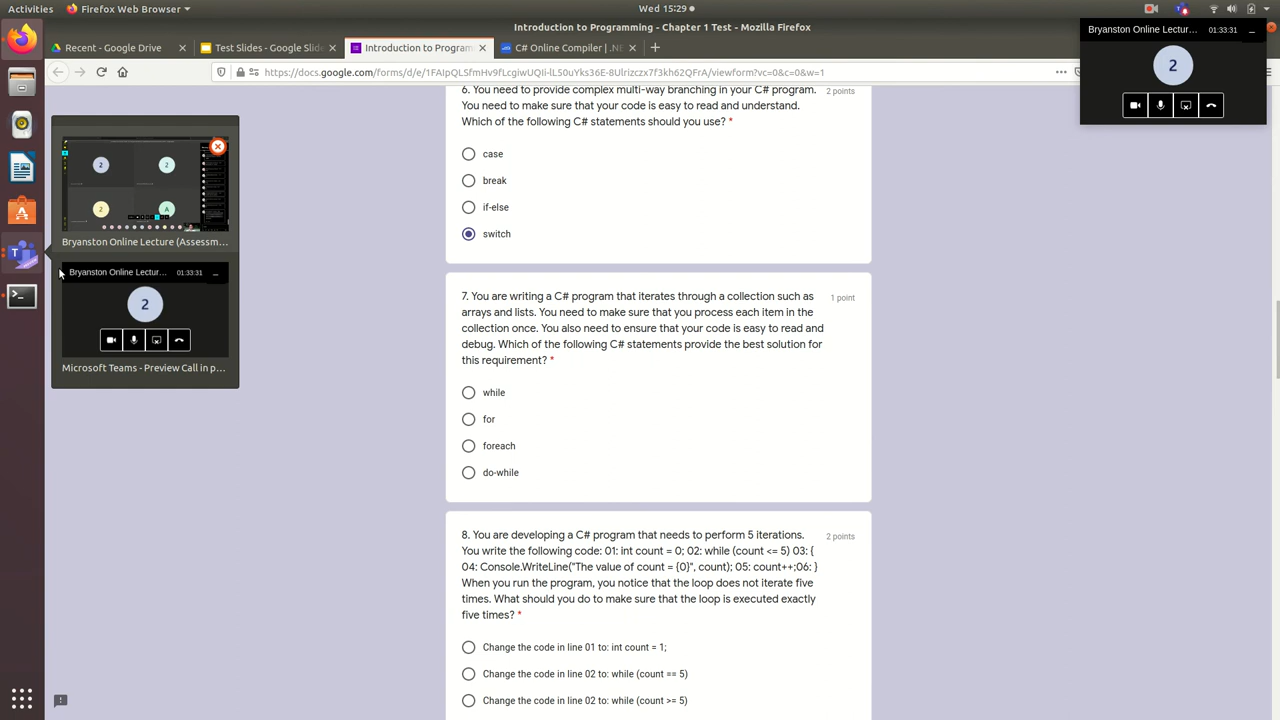 Activities
Firefox Web Browser
Wed 15:29
Introduction to Programming - Chapter 1 Test - Mozilla Firefox
Recent - Google Drive
Test Slides - Google Slide
Introduction to Program
C# Online Compiler | .NE
https://docs.google.com/forms/d/e/1FAIpQLSfmHv9fLcgiwUQIi-lL50uYks36E-8Ulrizczx7f3kh62QFrA/viewform?vc=0&c=0&w=1
Bryanston Online Lectur...
01:33:31
2
6. You need to provide complex multi-way branching in your C# program.
2 points
You need to make sure that your code is easy to read and understand.
Which of the following C# statements should you use? *
case
break
if-else
switch
2
2
2
A
Bryanston Online Lecture (Assessm...
Bryanston Online Lectur...
01:33:31
2
Microsoft Teams - Preview Call in p...
7. You are writing a C# program that iterates through a collection such as
1 point
arrays and lists. You need to make sure that you process each item in the
collection once. You also need to ensure that your code is easy to read and
debug. Which of the following C# statements provide the best solution for
this requirement? *
while
for
foreach
do-while
8. You are developing a C# program that needs to perform 5 iterations.
2 points
You write the following code: 01: int count = 0; 02: while (count <= 5) 03: {
04: Console.WriteLine("The value of count = {0}", count); 05: count++;06: }
When you run the program, you notice that the loop does not iterate five
times. What should you do to make sure that the loop is executed exactly
five times? *
Change the code in line 01 to: int count = 1;
Change the code in line 02 to: while (count == 5)
Change the code in line 02 to: while (count >= 5)